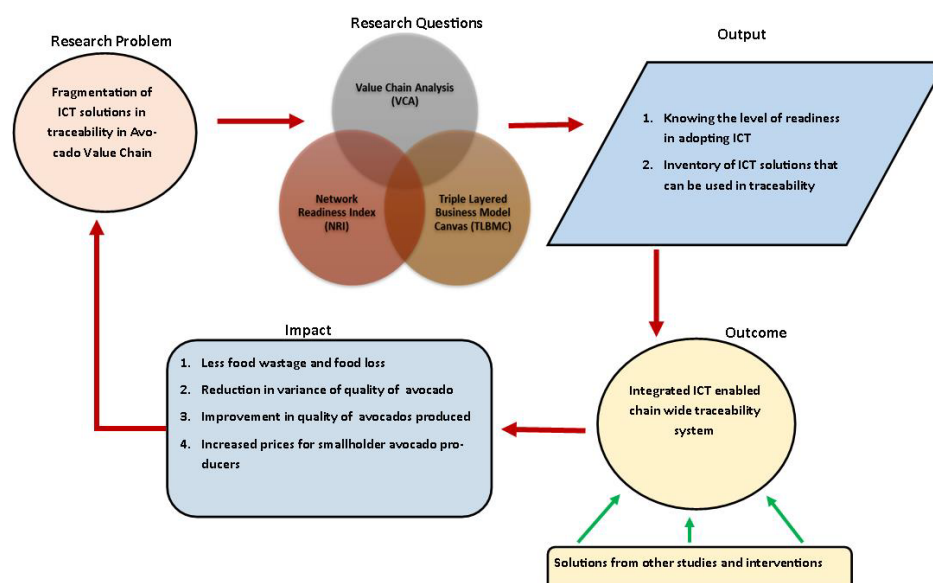 Research Problem
Fragmentation of
ICT solutions in
traceability in Avo-
cado Value Chain
Research Questions
Value Chain Analysis
(VCA)
Network
Readiness Index
(NRI)
Triple Layered
Business Model
Canvas (TLBMC)
Output
1. Knowing the level of readiness
in adopting ICT
2. Inventory of ICT solutions that
can be used in traceability
Outcome
Integrated ICT enabled
chain wide traceability
system
Solutions from other studies and interventions
Impact
1. Less food wastage and food loss
2. Reduction in variance of quality of avocado
3. Improvement in quality of avocados produced
4. Increased prices for smallholder avocado pro-
ducers